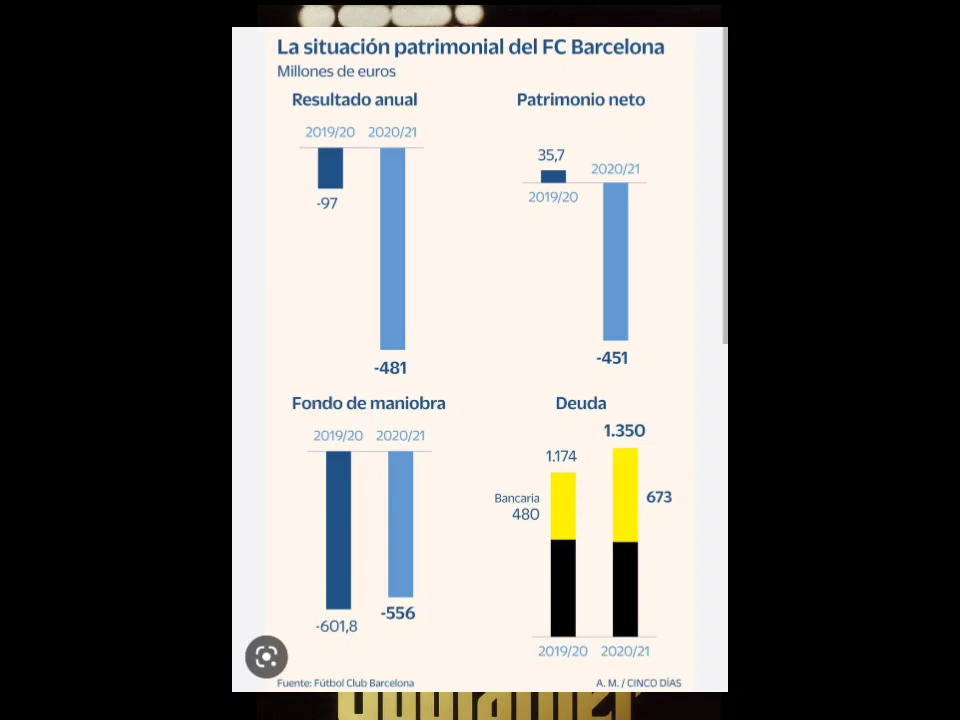 La situación patrimonial del FC Barcelona
Millones de euros
Resultado anual
2019/20 2020/21
-97
-481
Patrimonio neto
35,7
2020/21
2019/20
-451
Fondo de maniobra
2019/20 2020/21
-601,8
-556
Deuda
1.350
1.174
Bancaria
480
673
2019/20 2020/21
Fuente: Fútbol Club Barcelona
A. M. / CINCO DÍAS